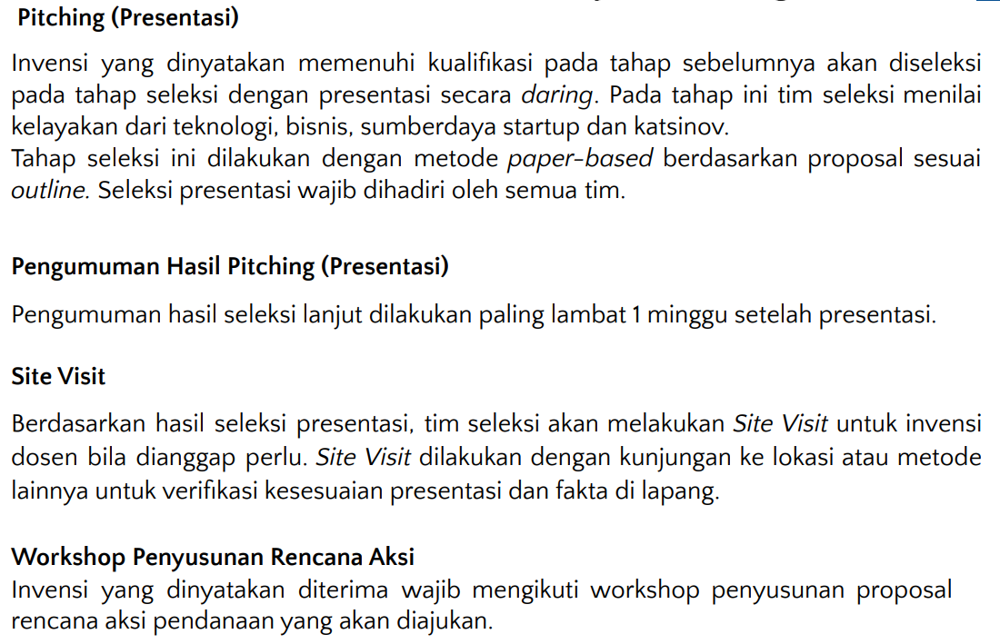 Pitching (Presentasi)
Invensi yang dinyatakan memenuhi kualifikasi pada tahap sebelumnya akan diseleksi
pada tahap seleksi dengan presentasi secara daring. Pada tahap ini tim seleksi menilai
kelayakan dari teknologi, bisnis, sumberdaya startup dan katsinov.
Tahap seleksi ini dilakukan dengan metode paper-based berdasarkan proposal sesuai
outline. Seleksi presentasi wajib dihadiri oleh semua tim.
Pengumuman Hasil Pitching (Presentasi)
Pengumuman hasil seleksi lanjut dilakukan paling lambat 1 minggu setelah presentasi.
Site Visit
Berdasarkan hasil seleksi presentasi, tim seleksi akan melakukan Site Visit untuk invensi
dosen bila dianggap perlu. Site Visit dilakukan dengan kunjungan ke lokasi atau metode
lainnya untuk verifikasi kesesuaian presentasi dan fakta di lapang.
Workshop Penyusunan Rencana Aksi
Invensi yang dinyatakan diterima wajib mengikuti workshop penyusunan proposal
rencana aksi pendanaan yang akan diajukan.